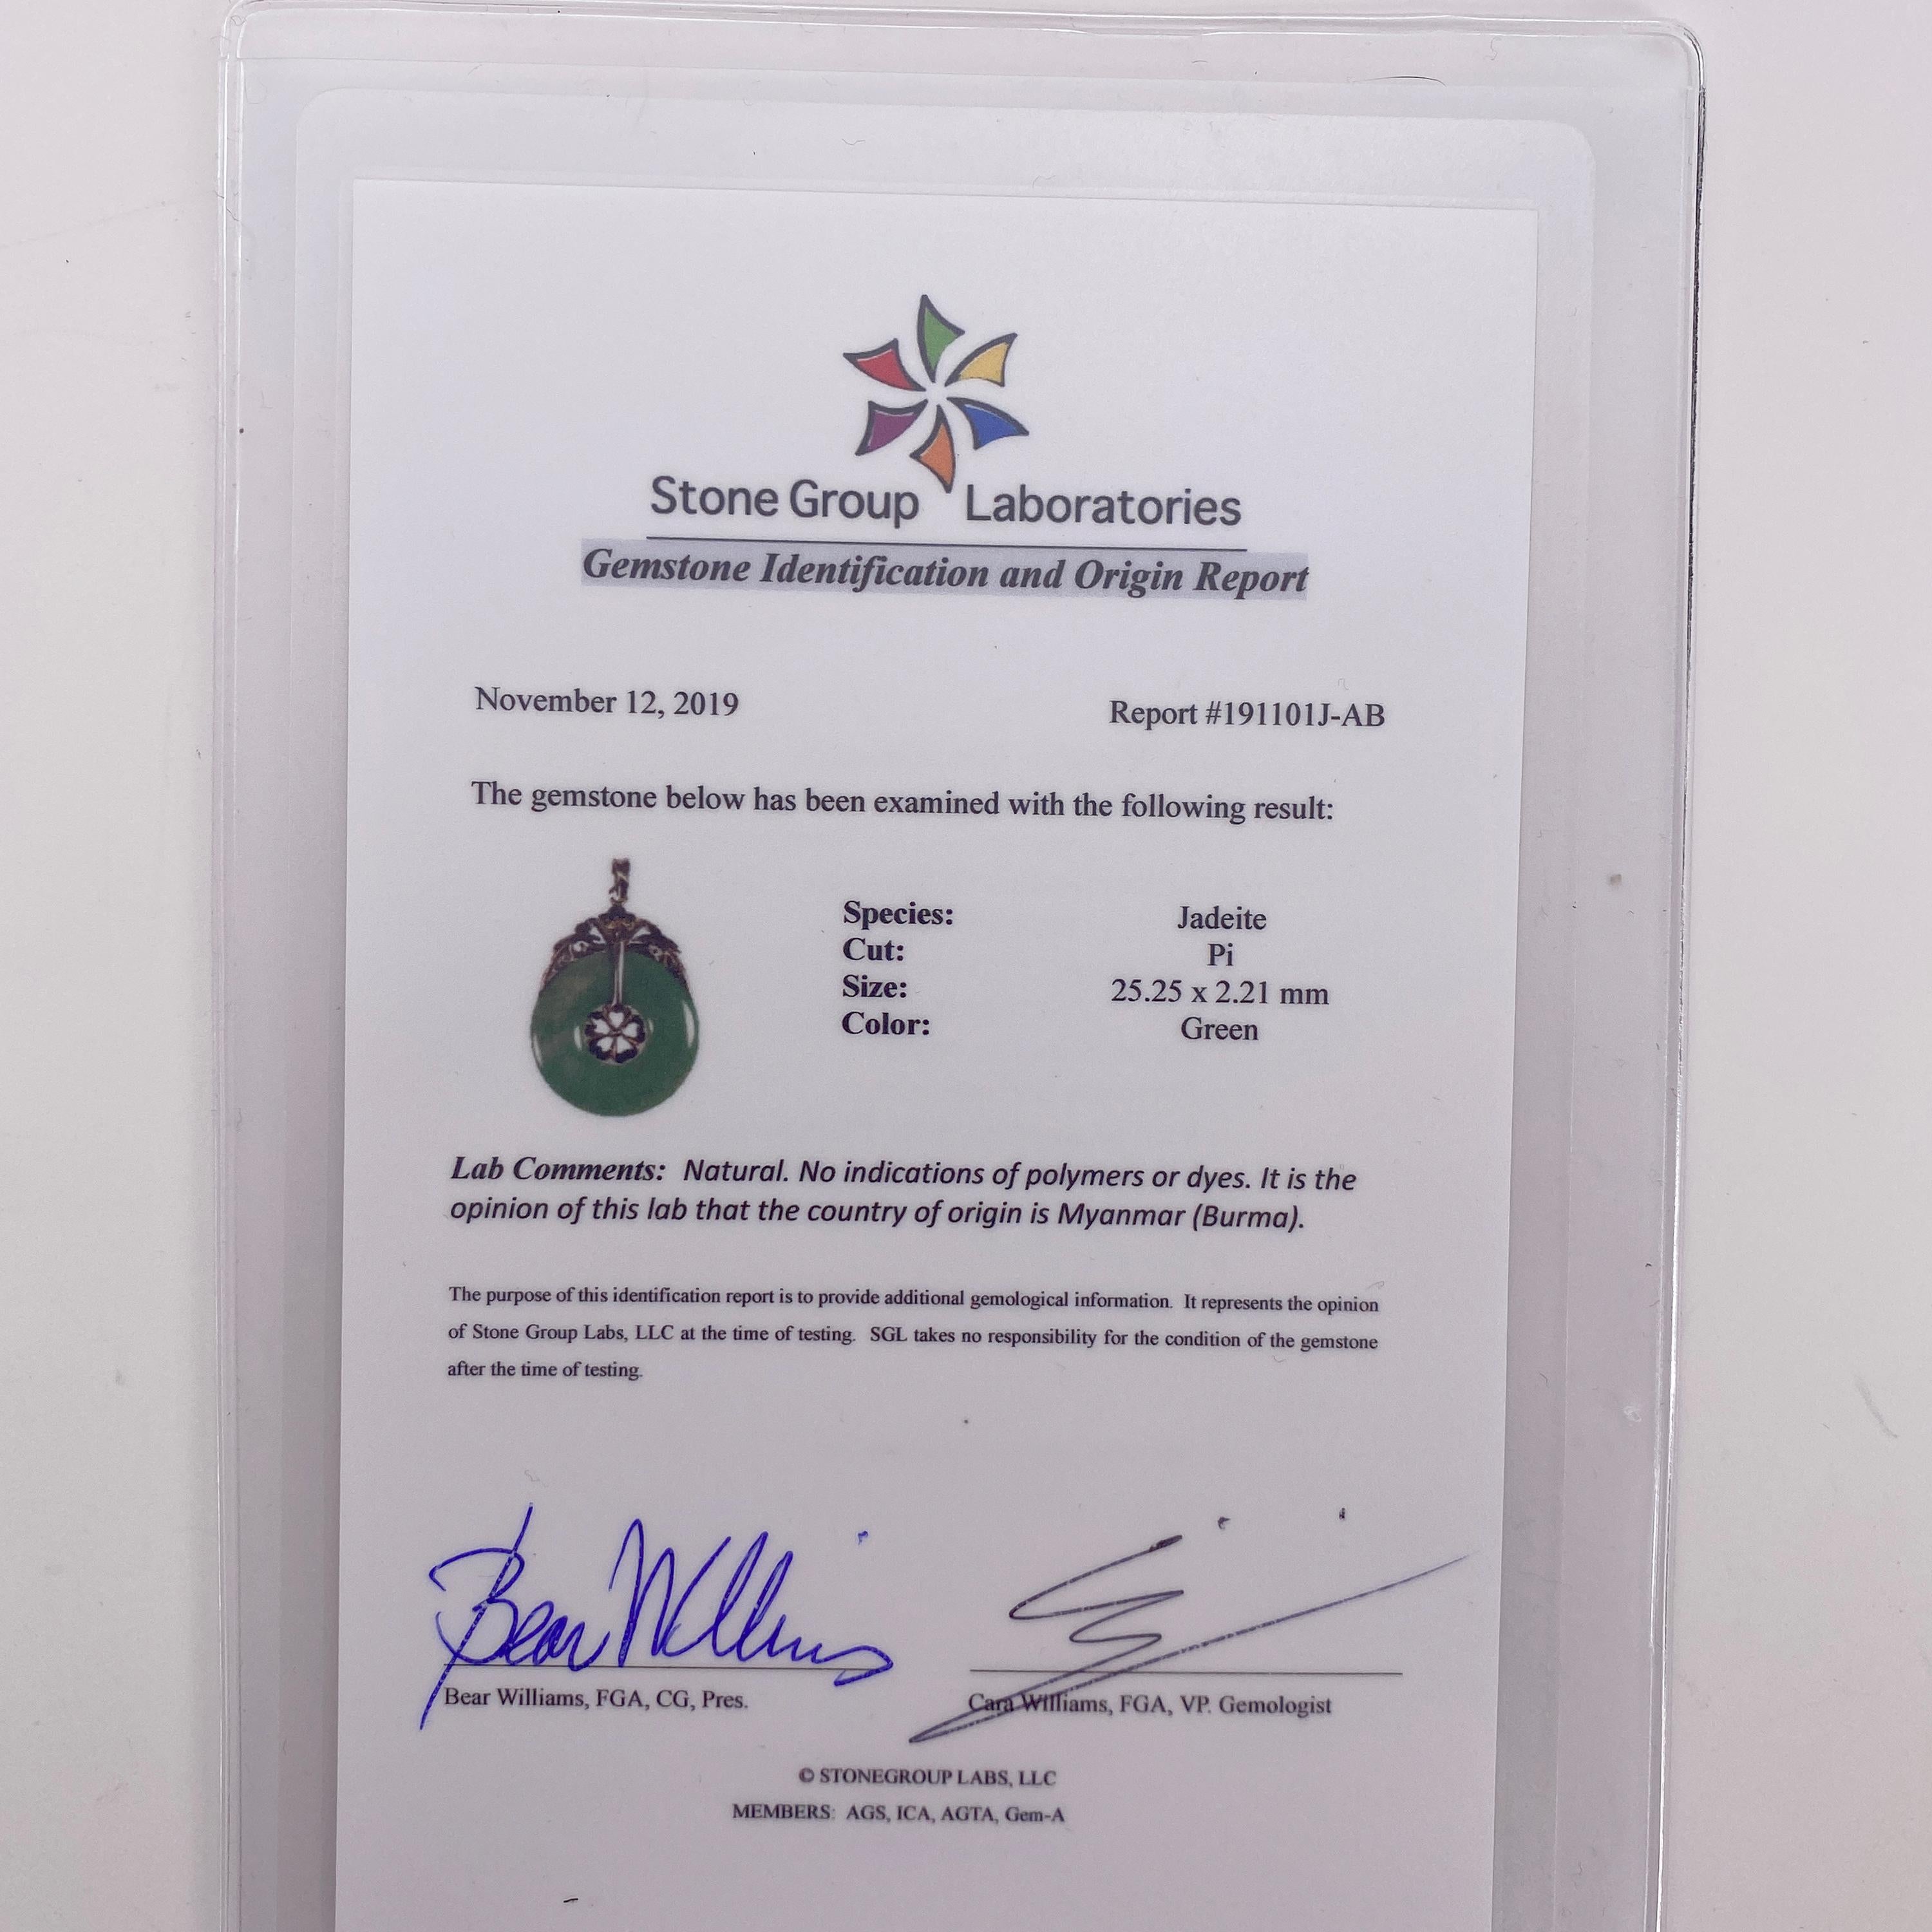 Stone Group Laboratories
Gemstone Identification and Origin Report
November 12, 2019 Report #191101J-AB
The gemstone below has been examined with the following result:
Species: Jadeite
Cut: Pi
Size: 25.25 x 2.21 mm
Color: Green
Lab Comments: Natural. No indications of polymers or dyes. It is the
opinion of this lab that the country of origin is Myanmar (Burma).
The purpose of this identification report is to provide additional gemological information. It represents the opinion
of Stone Group Labs, LLC at the time of testing. SGL takes no responsibility for the condition of the gemstone
after the time of testing.
Bear Williams
Bear Williams, FGA, CG, Pres. Cara Williams, FGA, VP. Gemologist
© STONEGROUP LABS, LLC
MEMBERS: AGS, ICA, AGTA, Gem-A